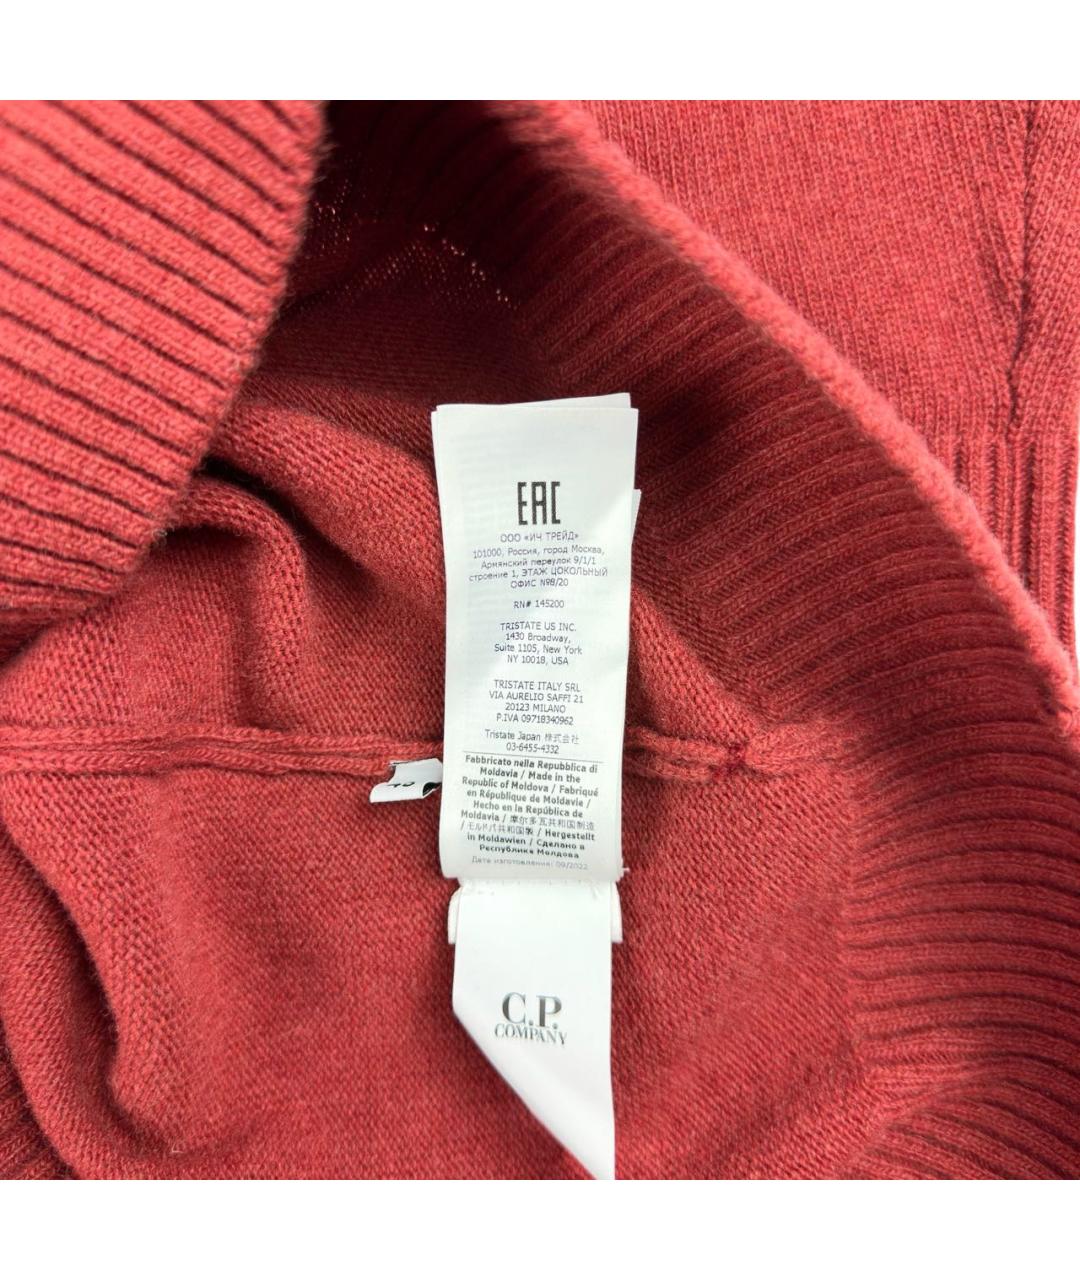 EAC
ООО «ИЧ ТРЕЙД»
101000, Россия, город Москва,
Армянский переулок 9/1/1
строение 1, ЭТАЖ ЦОКОЛЬНЫЙ
ОФИС №8/20
RN# 145200
TRISTATE US INC.
1430 Broadway,
Suite 1105, New York
NY 10018, USA
TRISTATE ITALY SRL
VIA AURELIO SAFFI 21
20123 MILANO
P.IVA 09718340962
Tristate Japan 株式会社
03-6455-4332
Fabbricato nella Repubblica di
Moldavia / Made in the
Republic of Moldova / Fabriqué
en République de Moldavie /
Hecho en la República de
Moldavia / 摩尔多瓦共和国制造
/ モルドバ共和国製 / Hergestellt
in Moldawien / Сделано в
Республике Молдова
Дата изготовления: 09/2022
C.P.
COMPANY